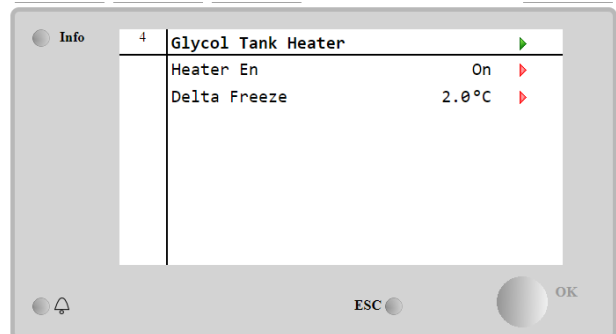 Info
4 Glycol Tank Heater
Heater En On
Delta Freeze 2.0°C
ESC
OK